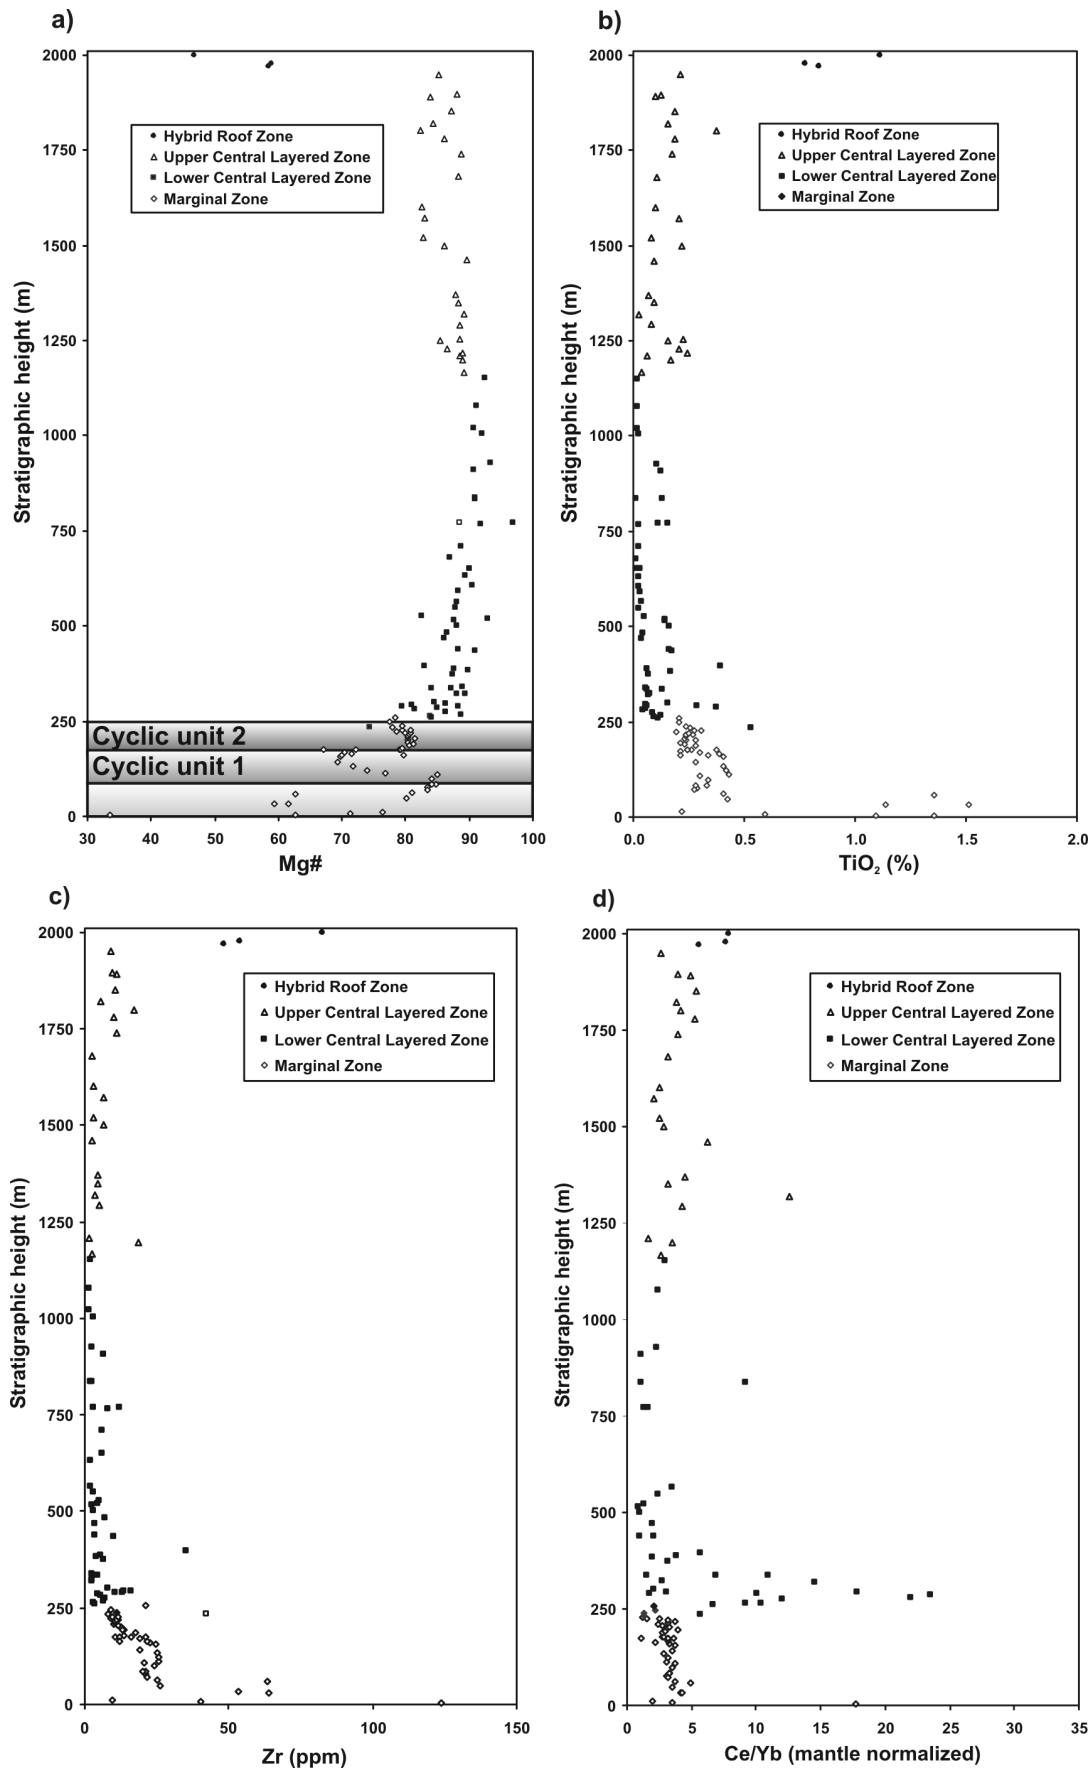 a)
2000
1750
1500
1250
1000
750
500
250
0
Stratigraphic height (m)
Hybrid Roof Zone
Upper Central Layered Zone
Lower Central Layered Zone
Marginal Zone
Cyclic unit 2
Cyclic unit 1
30 40 50 60 70 80 90 100
Mg#
b)
2000
1750
1500
1250
1000
750
500
250
0
Stratigraphic height (m)
Hybrid Roof Zone
Upper Central Layered Zone
Lower Central Layered Zone
Marginal Zone
0.0 0.5 1.0 1.5 2.0
TiO₂ (%)
c)
2000
1750
1500
1250
1000
750
500
250
0
Stratigraphic height (m)
Hybrid Roof Zone
Upper Central Layered Zone
Lower Central Layered Zone
Marginal Zone
0 50 100 150
Zr (ppm)
d)
2000
1750
1500
1250
1000
750
500
250
0
Stratigraphic height (m)
Hybrid Roof Zone
Upper Central Layered Zone
Lower Central Layered Zone
Marginal Zone
0 5 10 15 20 25 30 35
Ce/Yb (mantle normalized)